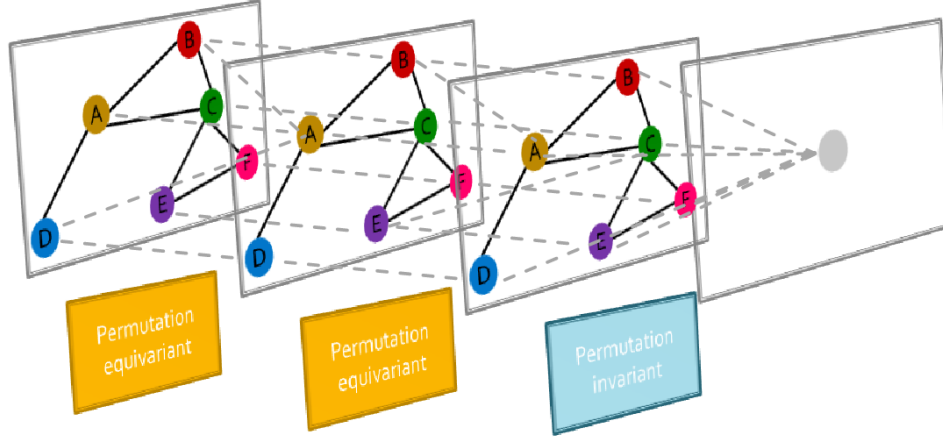 B
A
C
F
E
D
B
A
C
F
E
D
B
A
C
F
E
D
Permutation
equivariant
Permutation
equivariant
Permutation
invariant